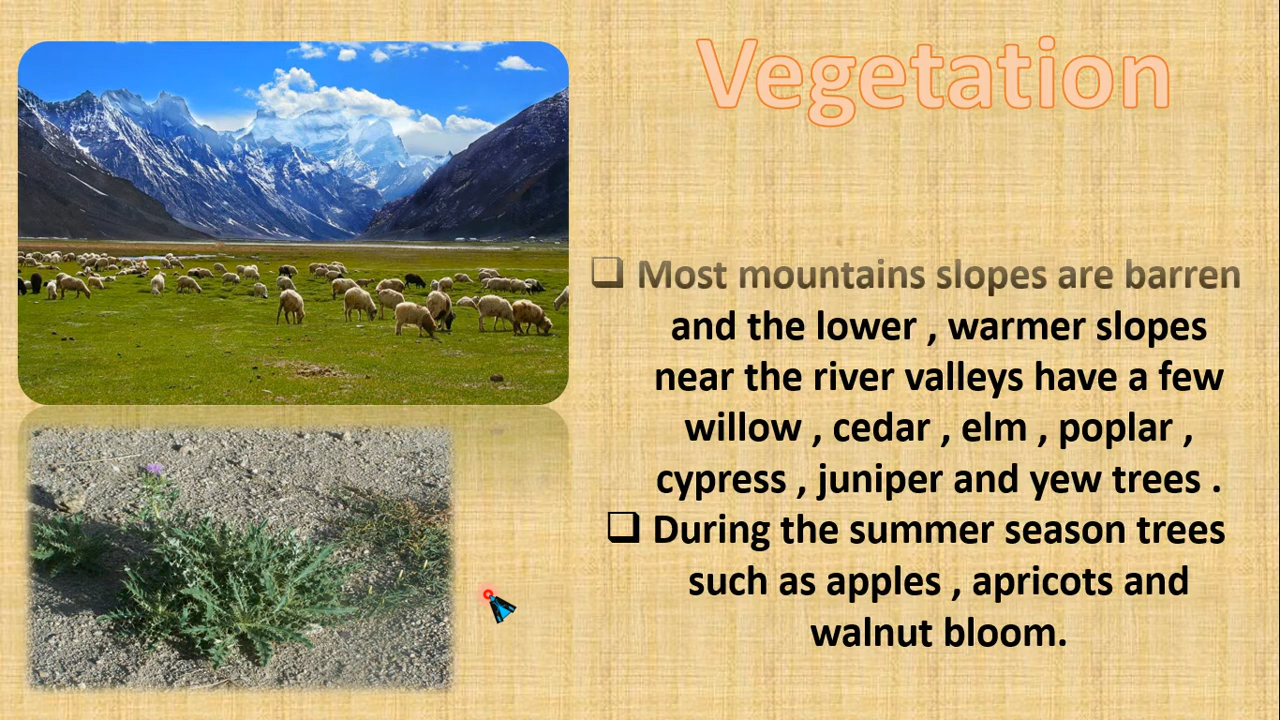 Vegetation
❑ Most mountains slopes are barren
and the lower , warmer slopes
near the river valleys have a few
willow , cedar , elm , poplar ,
cypress , juniper and yew trees .
❑ During the summer season trees
such as apples , apricots and
walnut bloom.